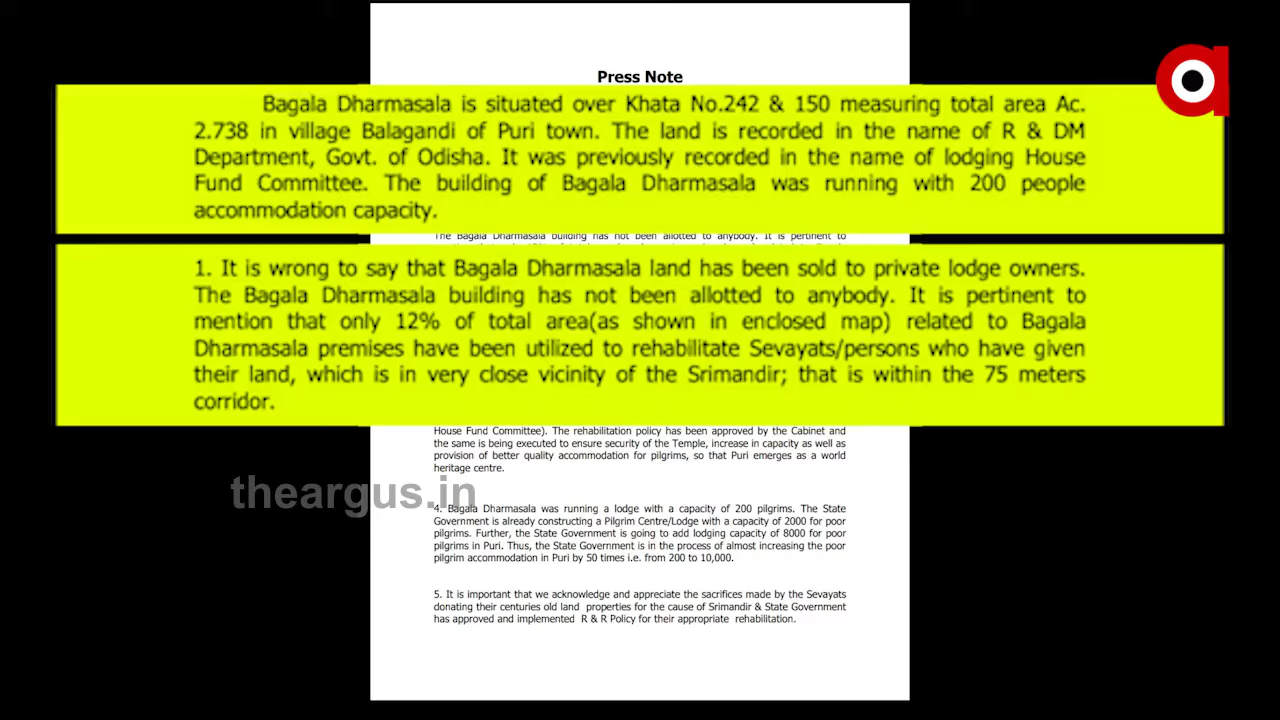 Press Note
Bagala Dharmasala is situated over Khata No.242 & 150 measuring total area Ac.
2.738 in village Balagandi of Puri town. The land is recorded in the name of R & DM
Department, Govt. of Odisha. It was previously recorded in the name of lodging House
Fund Committee. The building of Bagala Dharmasala was running with 200 people
accommodation capacity.
The Bagala Dharmasala building has not been allotted to anybody. It is pertinent to
1. It is wrong to say that Bagala Dharmasala land has been sold to private lodge owners.
The Bagala Dharmasala building has not been allotted to anybody. It is pertinent to
mention that only 12% of total area(as shown in enclosed map) related to Bagala
Dharmasala premises have been utilized to rehabilitate Sevayats/persons who have given
their land, which is in very close vicinity of the Srimandir; that is within the 75 meters
corridor.
House Fund Committee). The rehabilitation policy has been approved by the Cabinet and
the same is being executed to ensure security of the Temple, increase in capacity as well as
provision of better quality accommodation for pilgrims, so that Puri emerges as a world
heritage centre.
theargus.in
4. Bagala Dharmasala was running a lodge with a capacity of 200 pilgrims. The State
Government is already constructing a Pilgrim Centre/Lodge with a capacity of 2000 for poor
pilgrims. Further, the State Government is going to add lodging capacity of 8000 for poor
pilgrims in Puri. Thus, the State Government is in the process of almost increasing the poor
pilgrim accommodation in Puri by 50 times i.e. from 200 to 10,000.
5. It is important that we acknowledge and appreciate the sacrifices made by the Sevayats
donating their centuries old land properties for the cause of Srimandir & State Government
has approved and implemented R & R Policy for their appropriate rehabilitation.